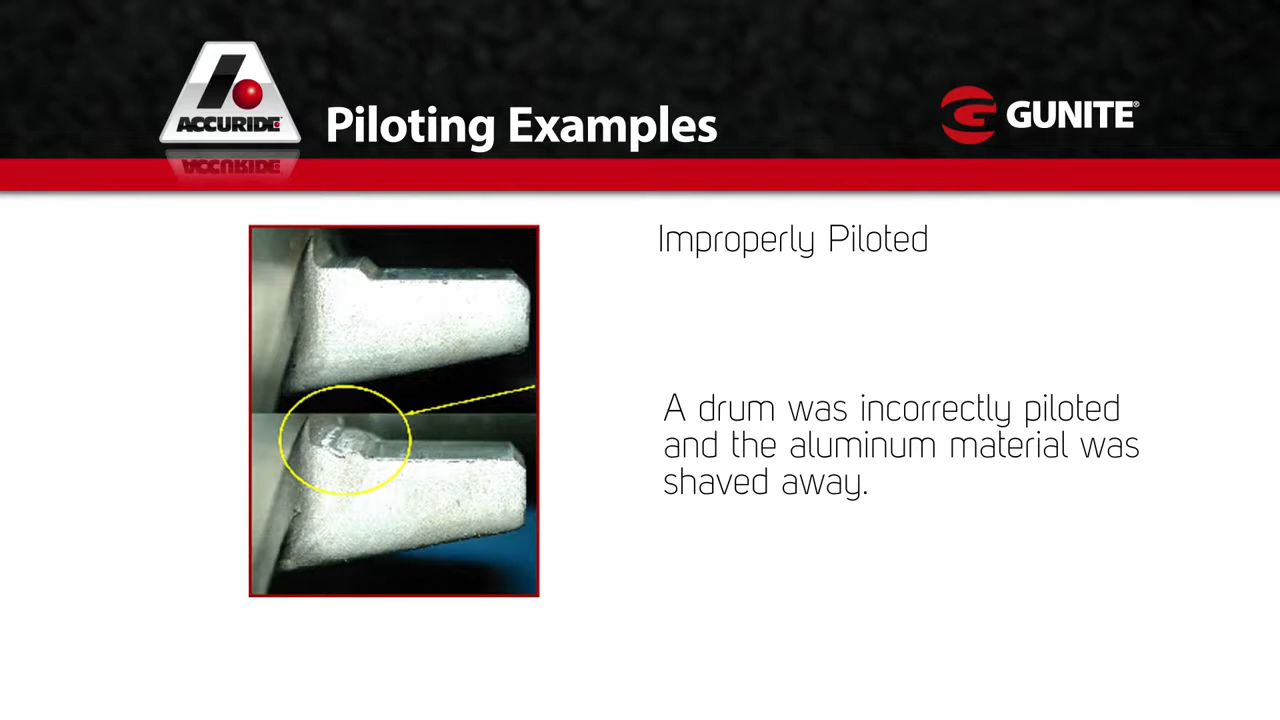 ACCURIDE
Piloting Examples
GUNITE®
Improperly Piloted
A drum was incorrectly piloted
and the aluminum material was
shaved away.